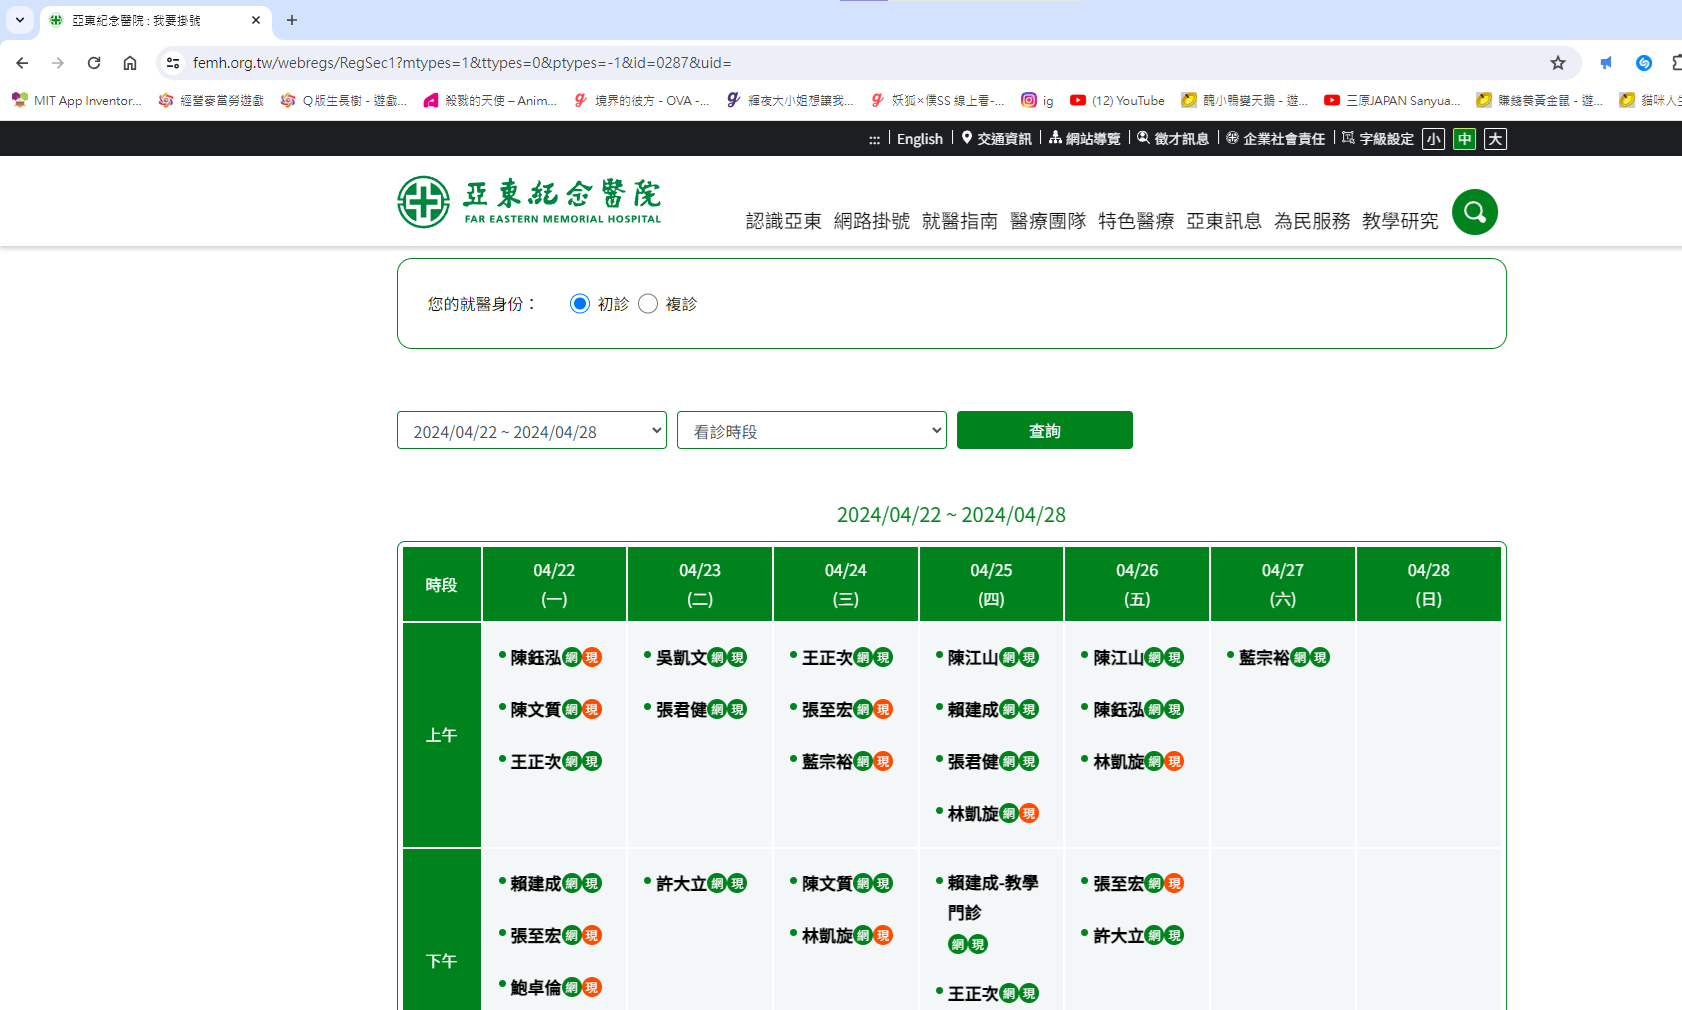 亞東紀念醫院 : 我要掛號
femh.org.tw/webregs/RegSec1?mtypes=1&ttypes=0&ptypes=-1&id=0287&uid=
MIT App Inventor... 經營麥當勞遊戲 Q版生長樹 - 遊戲... 殺戮的天使 – Anim... 境界的彼方 - OVA -... 輝夜大小姐想讓我... 妖狐×僕SS 線上看-... ig (12) YouTube 醜小鴨變天鵝 - 遊... 三原JAPAN Sanyua... 賺錢養黃金鼠 - 遊... 貓咪人生
::: English 交通資訊 網站導覽 徵才訊息 企業社會責任 字級設定 小 中 大
亞東紀念醫院
FAR EASTERN MEMORIAL HOSPITAL
認識亞東 網路掛號 就醫指南 醫療團隊 特色醫療 亞東訊息 為民服務 教學研究
您的就醫身份： 初診 複診
2024/04/22 ~ 2024/04/28 看診時段 查詢
2024/04/22 ~ 2024/04/28
時段 04/22 (一) 04/23 (二) 04/24 (三) 04/25 (四) 04/26 (五) 04/27 (六) 04/28 (日)
上午
陳鈺泓網現 吳凱文網現 王正次網現 陳江山網現 陳江山網現 藍宗裕網現
陳文質網現 張君健網現 張至宏網現 賴建成網現 陳鈺泓網現
王正次網現 藍宗裕網現 張君健網現 林凱旋網現
林凱旋網現
下午
賴建成網現 許大立網現 陳文質網現 賴建成-教學門診網現 張至宏網現
張至宏網現 林凱旋網現 許大立網現
鮑卓倫網現 王正次網現